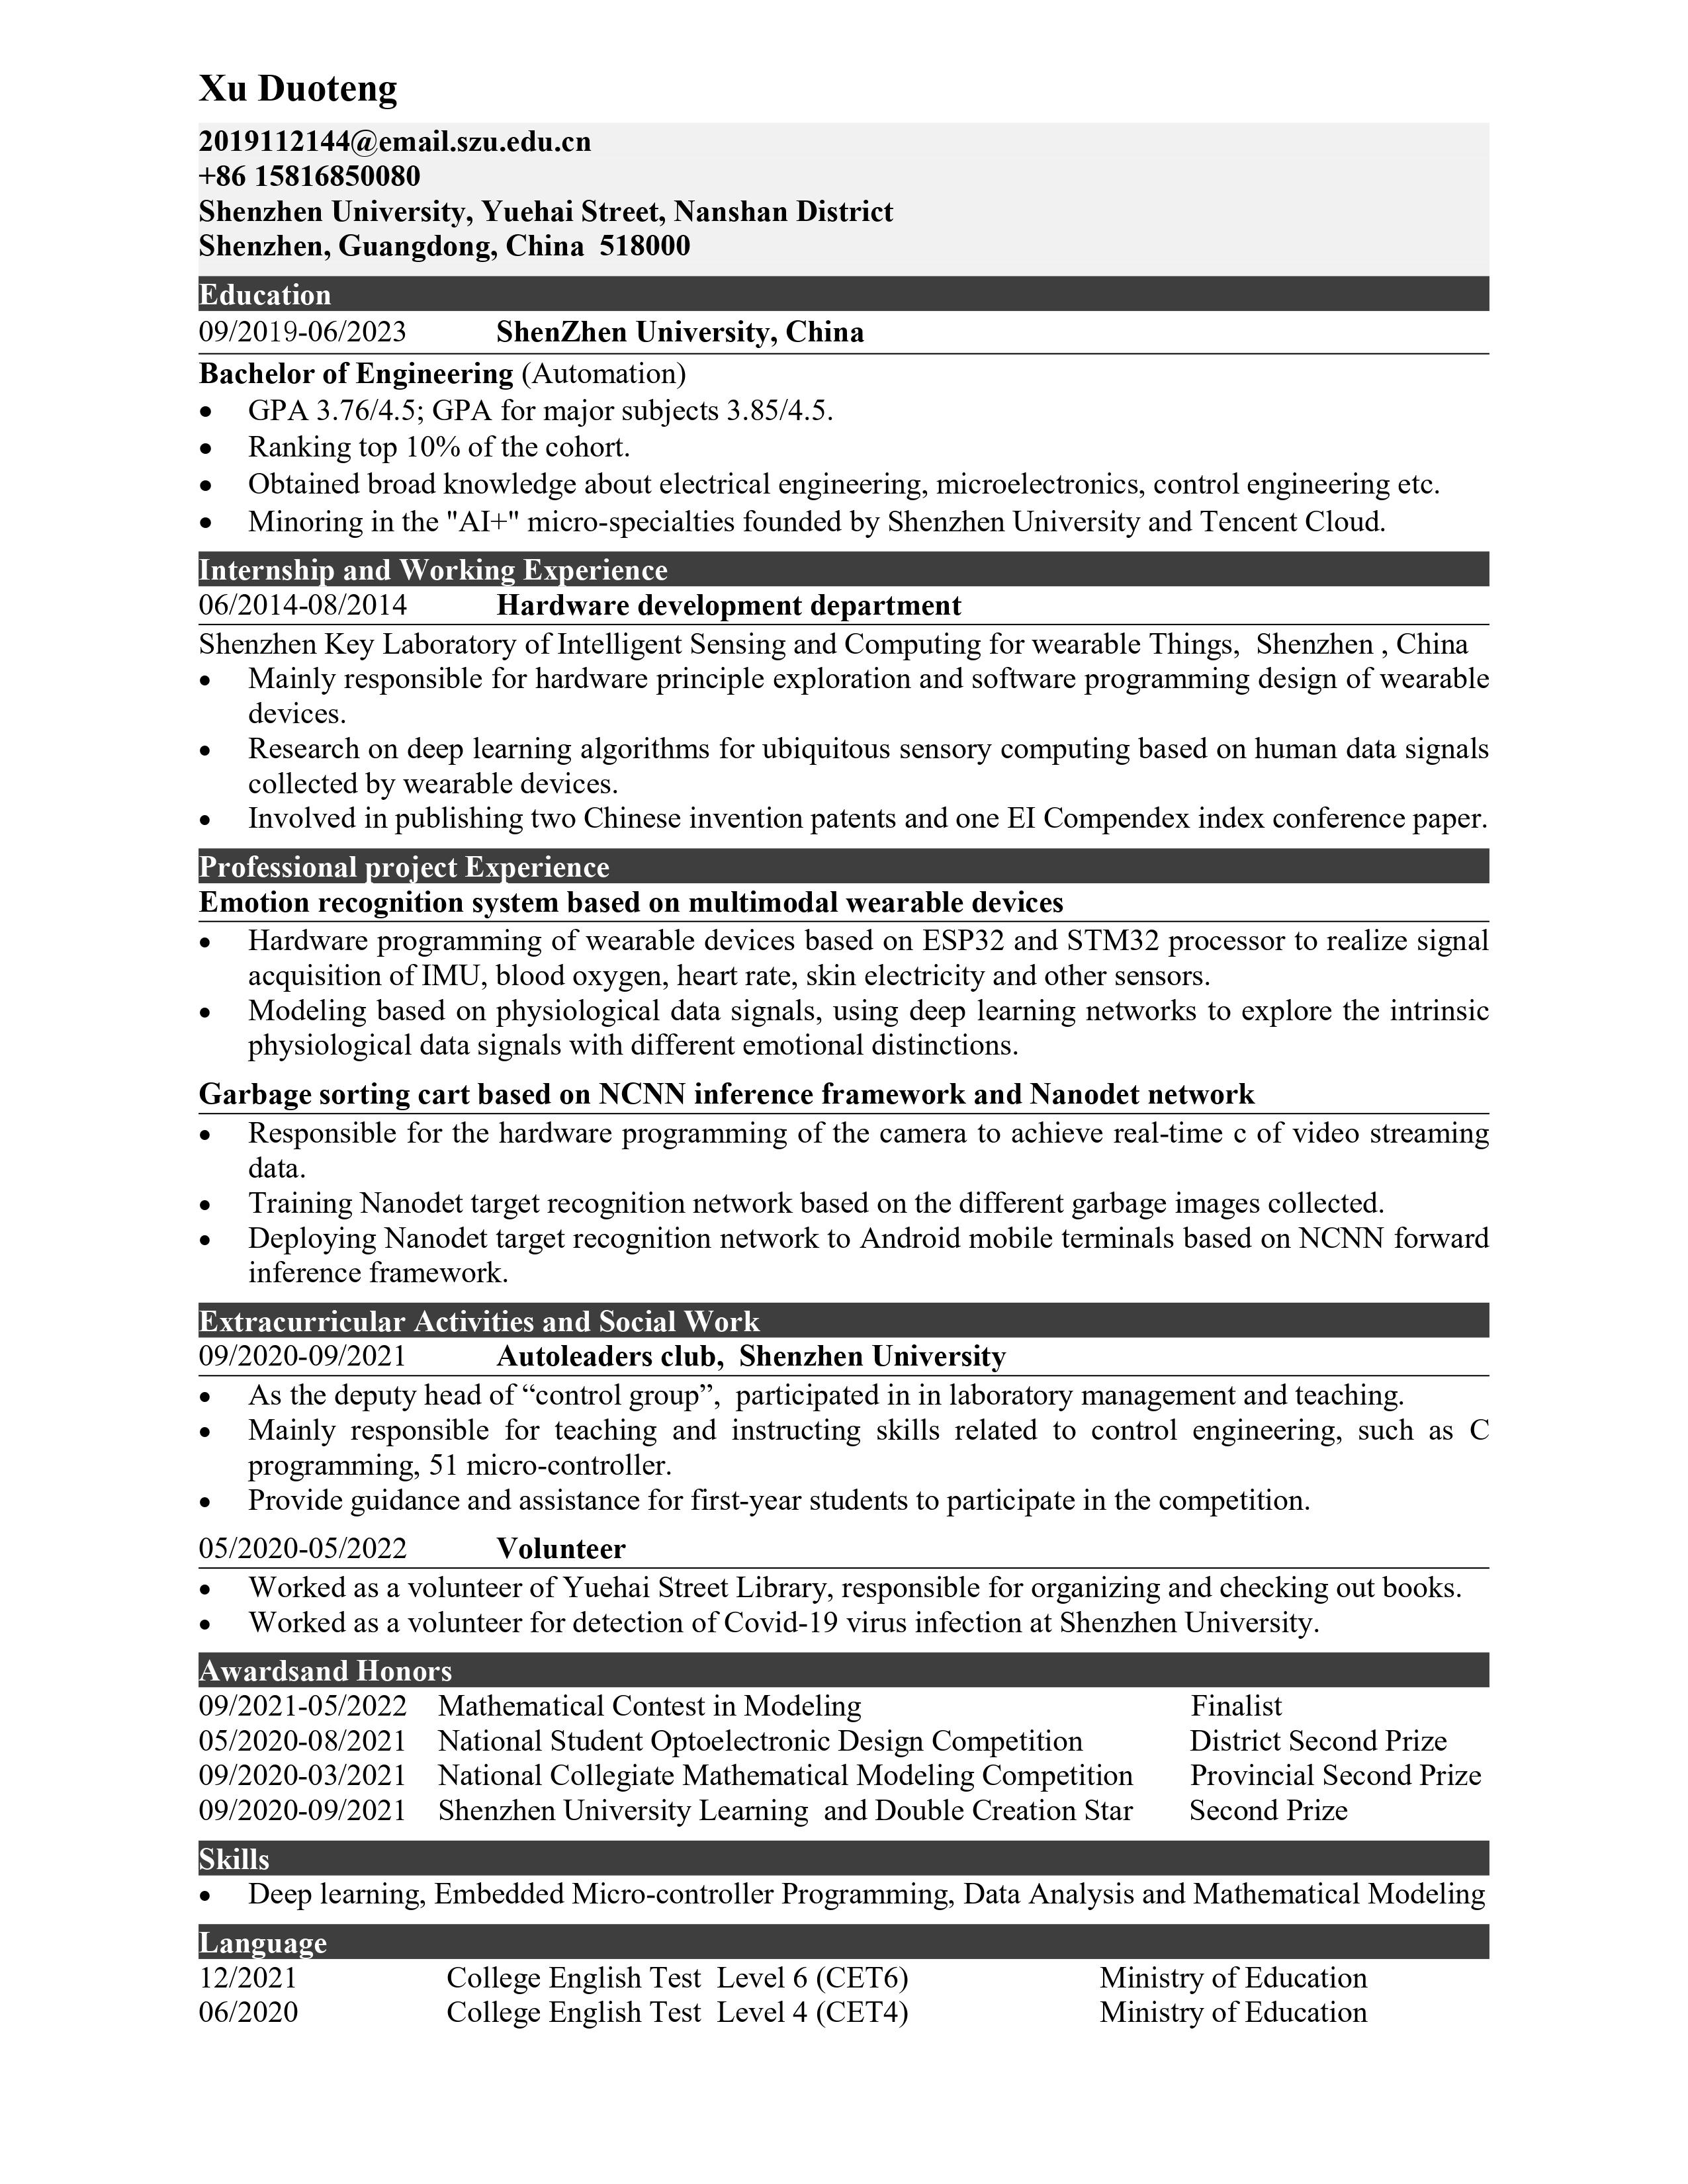 Xu Duoteng
2019112144@email.szu.edu.cn
+86 15816850080
Shenzhen University, Yuehai Street, Nanshan District
Shenzhen, Guangdong, China 518000
Education
09/2019-06/2023 ShenZhen University, China
Bachelor of Engineering (Automation)
• GPA 3.76/4.5; GPA for major subjects 3.85/4.5.
• Ranking top 10% of the cohort.
• Obtained broad knowledge about electrical engineering, microelectronics, control engineering etc.
• Minoring in the "AI+" micro-specialties founded by Shenzhen University and Tencent Cloud.
Internship and Working Experience
06/2014-08/2014 Hardware development department
Shenzhen Key Laboratory of Intelligent Sensing and Computing for wearable Things, Shenzhen , China
• Mainly responsible for hardware principle exploration and software programming design of wearable
devices.
• Research on deep learning algorithms for ubiquitous sensory computing based on human data signals
collected by wearable devices.
• Involved in publishing two Chinese invention patents and one EI Compendex index conference paper.
Professional project Experience
Emotion recognition system based on multimodal wearable devices
• Hardware programming of wearable devices based on ESP32 and STM32 processor to realize signal
acquisition of IMU, blood oxygen, heart rate, skin electricity and other sensors.
• Modeling based on physiological data signals, using deep learning networks to explore the intrinsic
physiological data signals with different emotional distinctions.
Garbage sorting cart based on NCNN inference framework and Nanodet network
• Responsible for the hardware programming of the camera to achieve real-time c of video streaming
data.
• Training Nanodet target recognition network based on the different garbage images collected.
• Deploying Nanodet target recognition network to Android mobile terminals based on NCNN forward
inference framework.
Extracurricular Activities and Social Work
09/2020-09/2021 Autoleaders club, Shenzhen University
• As the deputy head of “control group”, participated in in laboratory management and teaching.
• Mainly responsible for teaching and instructing skills related to control engineering, such as C
programming, 51 micro-controller.
• Provide guidance and assistance for first-year students to participate in the competition.
05/2020-05/2022 Volunteer
• Worked as a volunteer of Yuehai Street Library, responsible for organizing and checking out books.
• Worked as a volunteer for detection of Covid-19 virus infection at Shenzhen University.
Awardsand Honors
09/2021-05/2022 Mathematical Contest in Modeling Finalist
05/2020-08/2021 National Student Optoelectronic Design Competition District Second Prize
09/2020-03/2021 National Collegiate Mathematical Modeling Competition Provincial Second Prize
09/2020-09/2021 Shenzhen University Learning and Double Creation Star Second Prize
Skills
• Deep learning, Embedded Micro-controller Programming, Data Analysis and Mathematical Modeling
Language
12/2021 College English Test Level 6 (CET6) Ministry of Education
06/2020 College English Test Level 4 (CET4) Ministry of Education